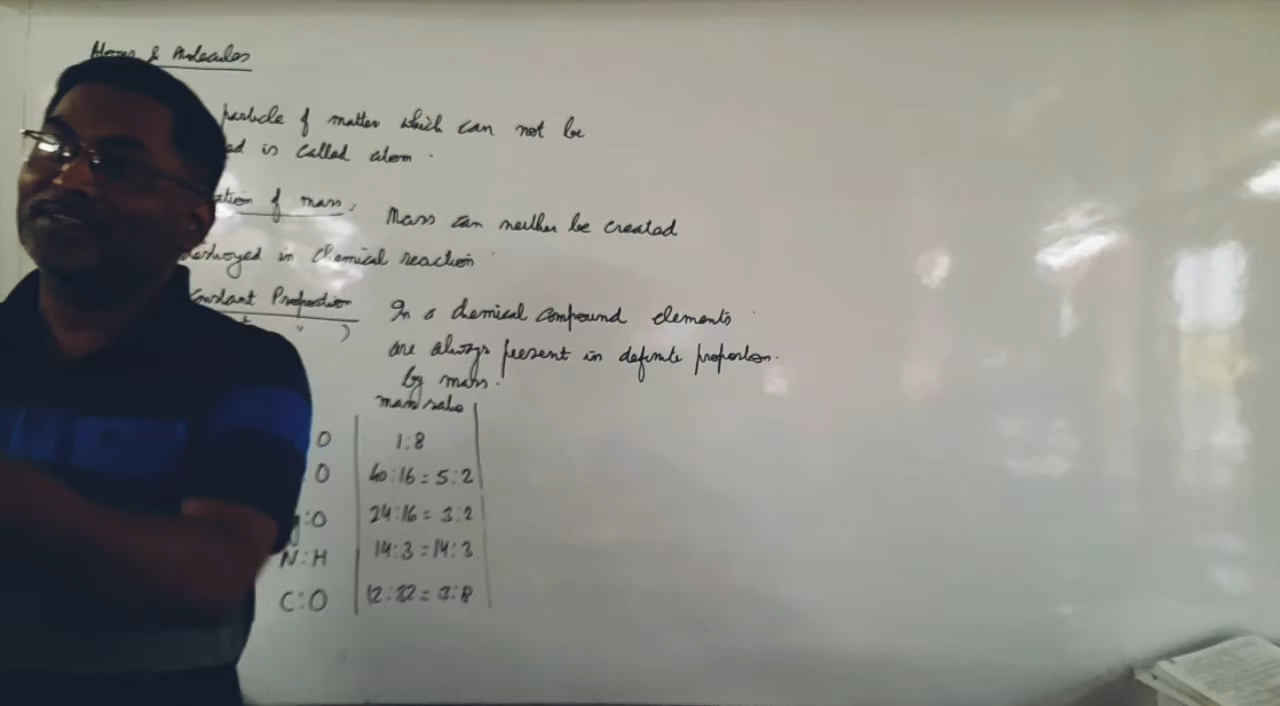 Atoms & Molecules
particle of matter which can not be
ed is called atom.
ation of mass: Mass can neither be created
destroyed in chemical reaction
Constant Proportion In a chemical compound elements
are always present in definite proportion.
by mass.
mass ratio
O 1:8
:O 40:16 = 5:2
g:O 24:16 = 3:2
N:H 14:3 = 14:3
C:O 12:32 = 3:8